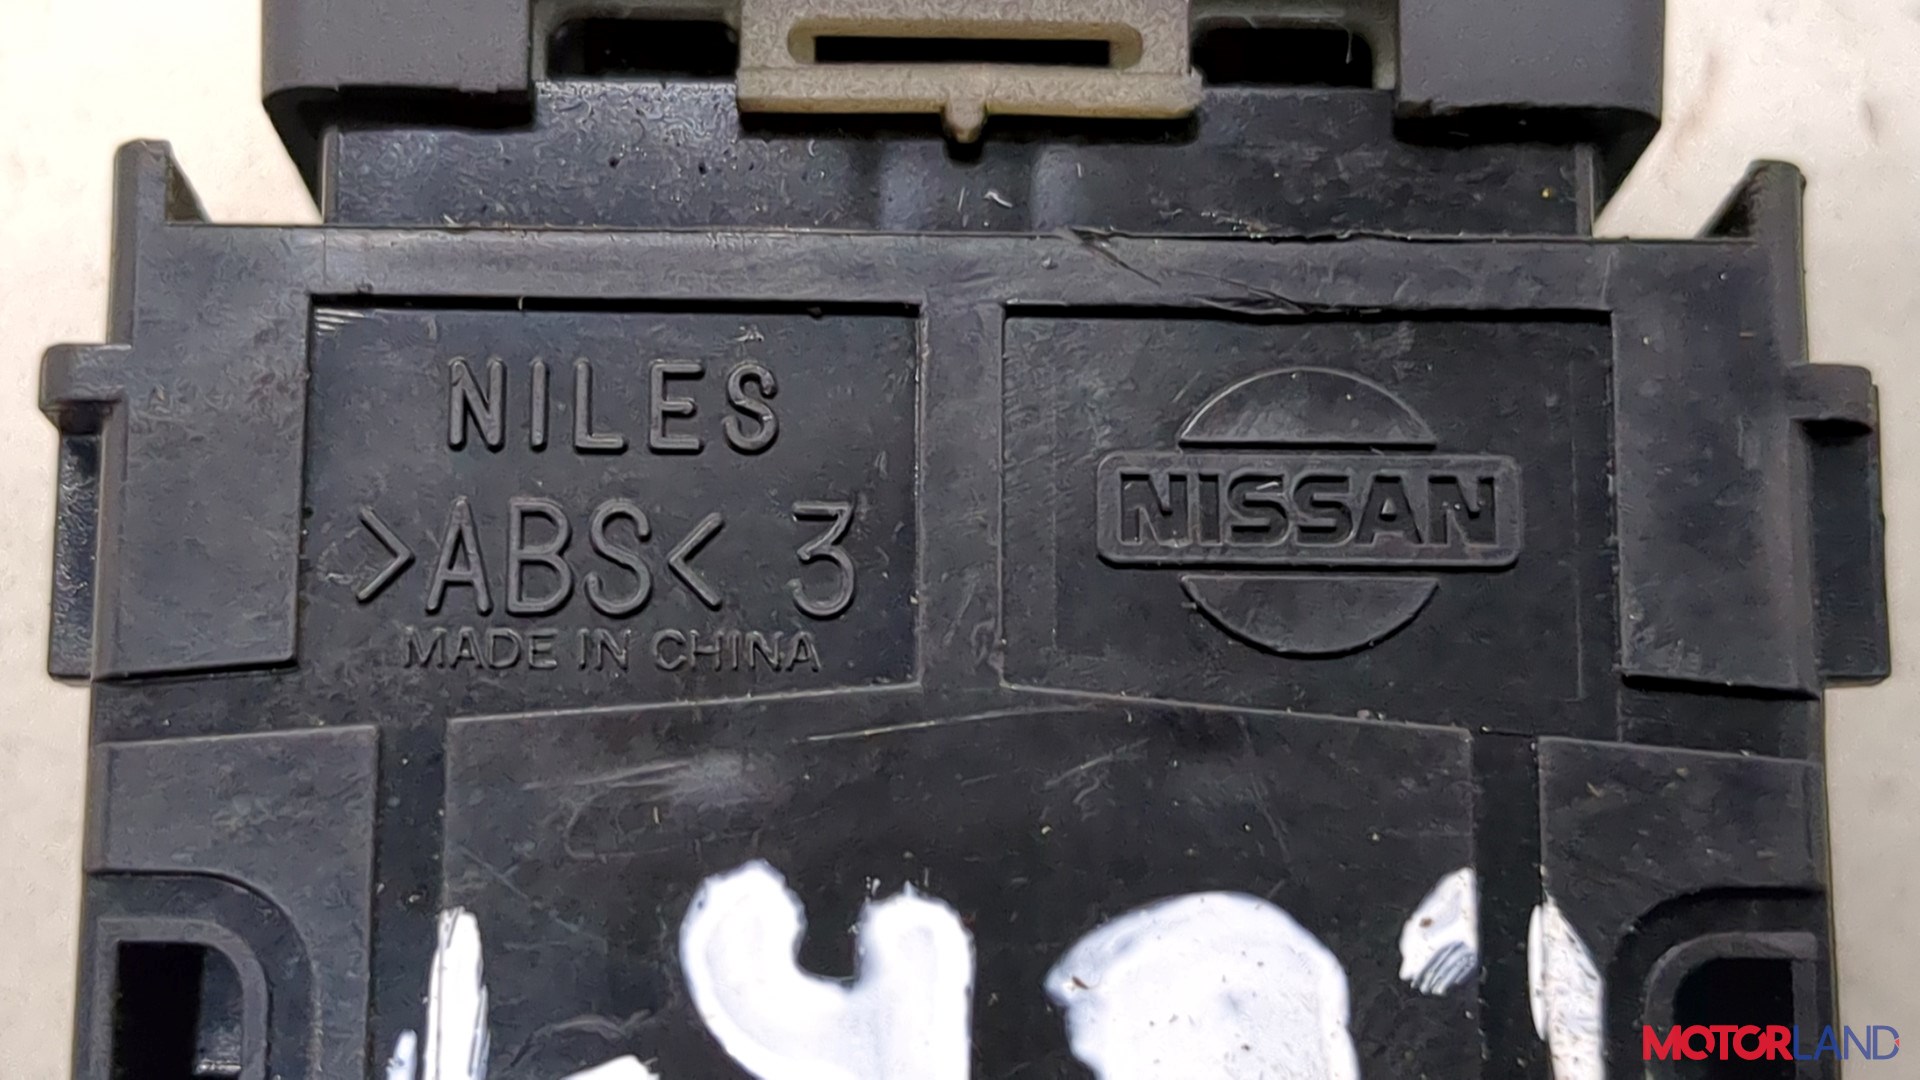 NILES
>ABS< 3
MADE IN CHINA
NISSAN
MOTORLAND